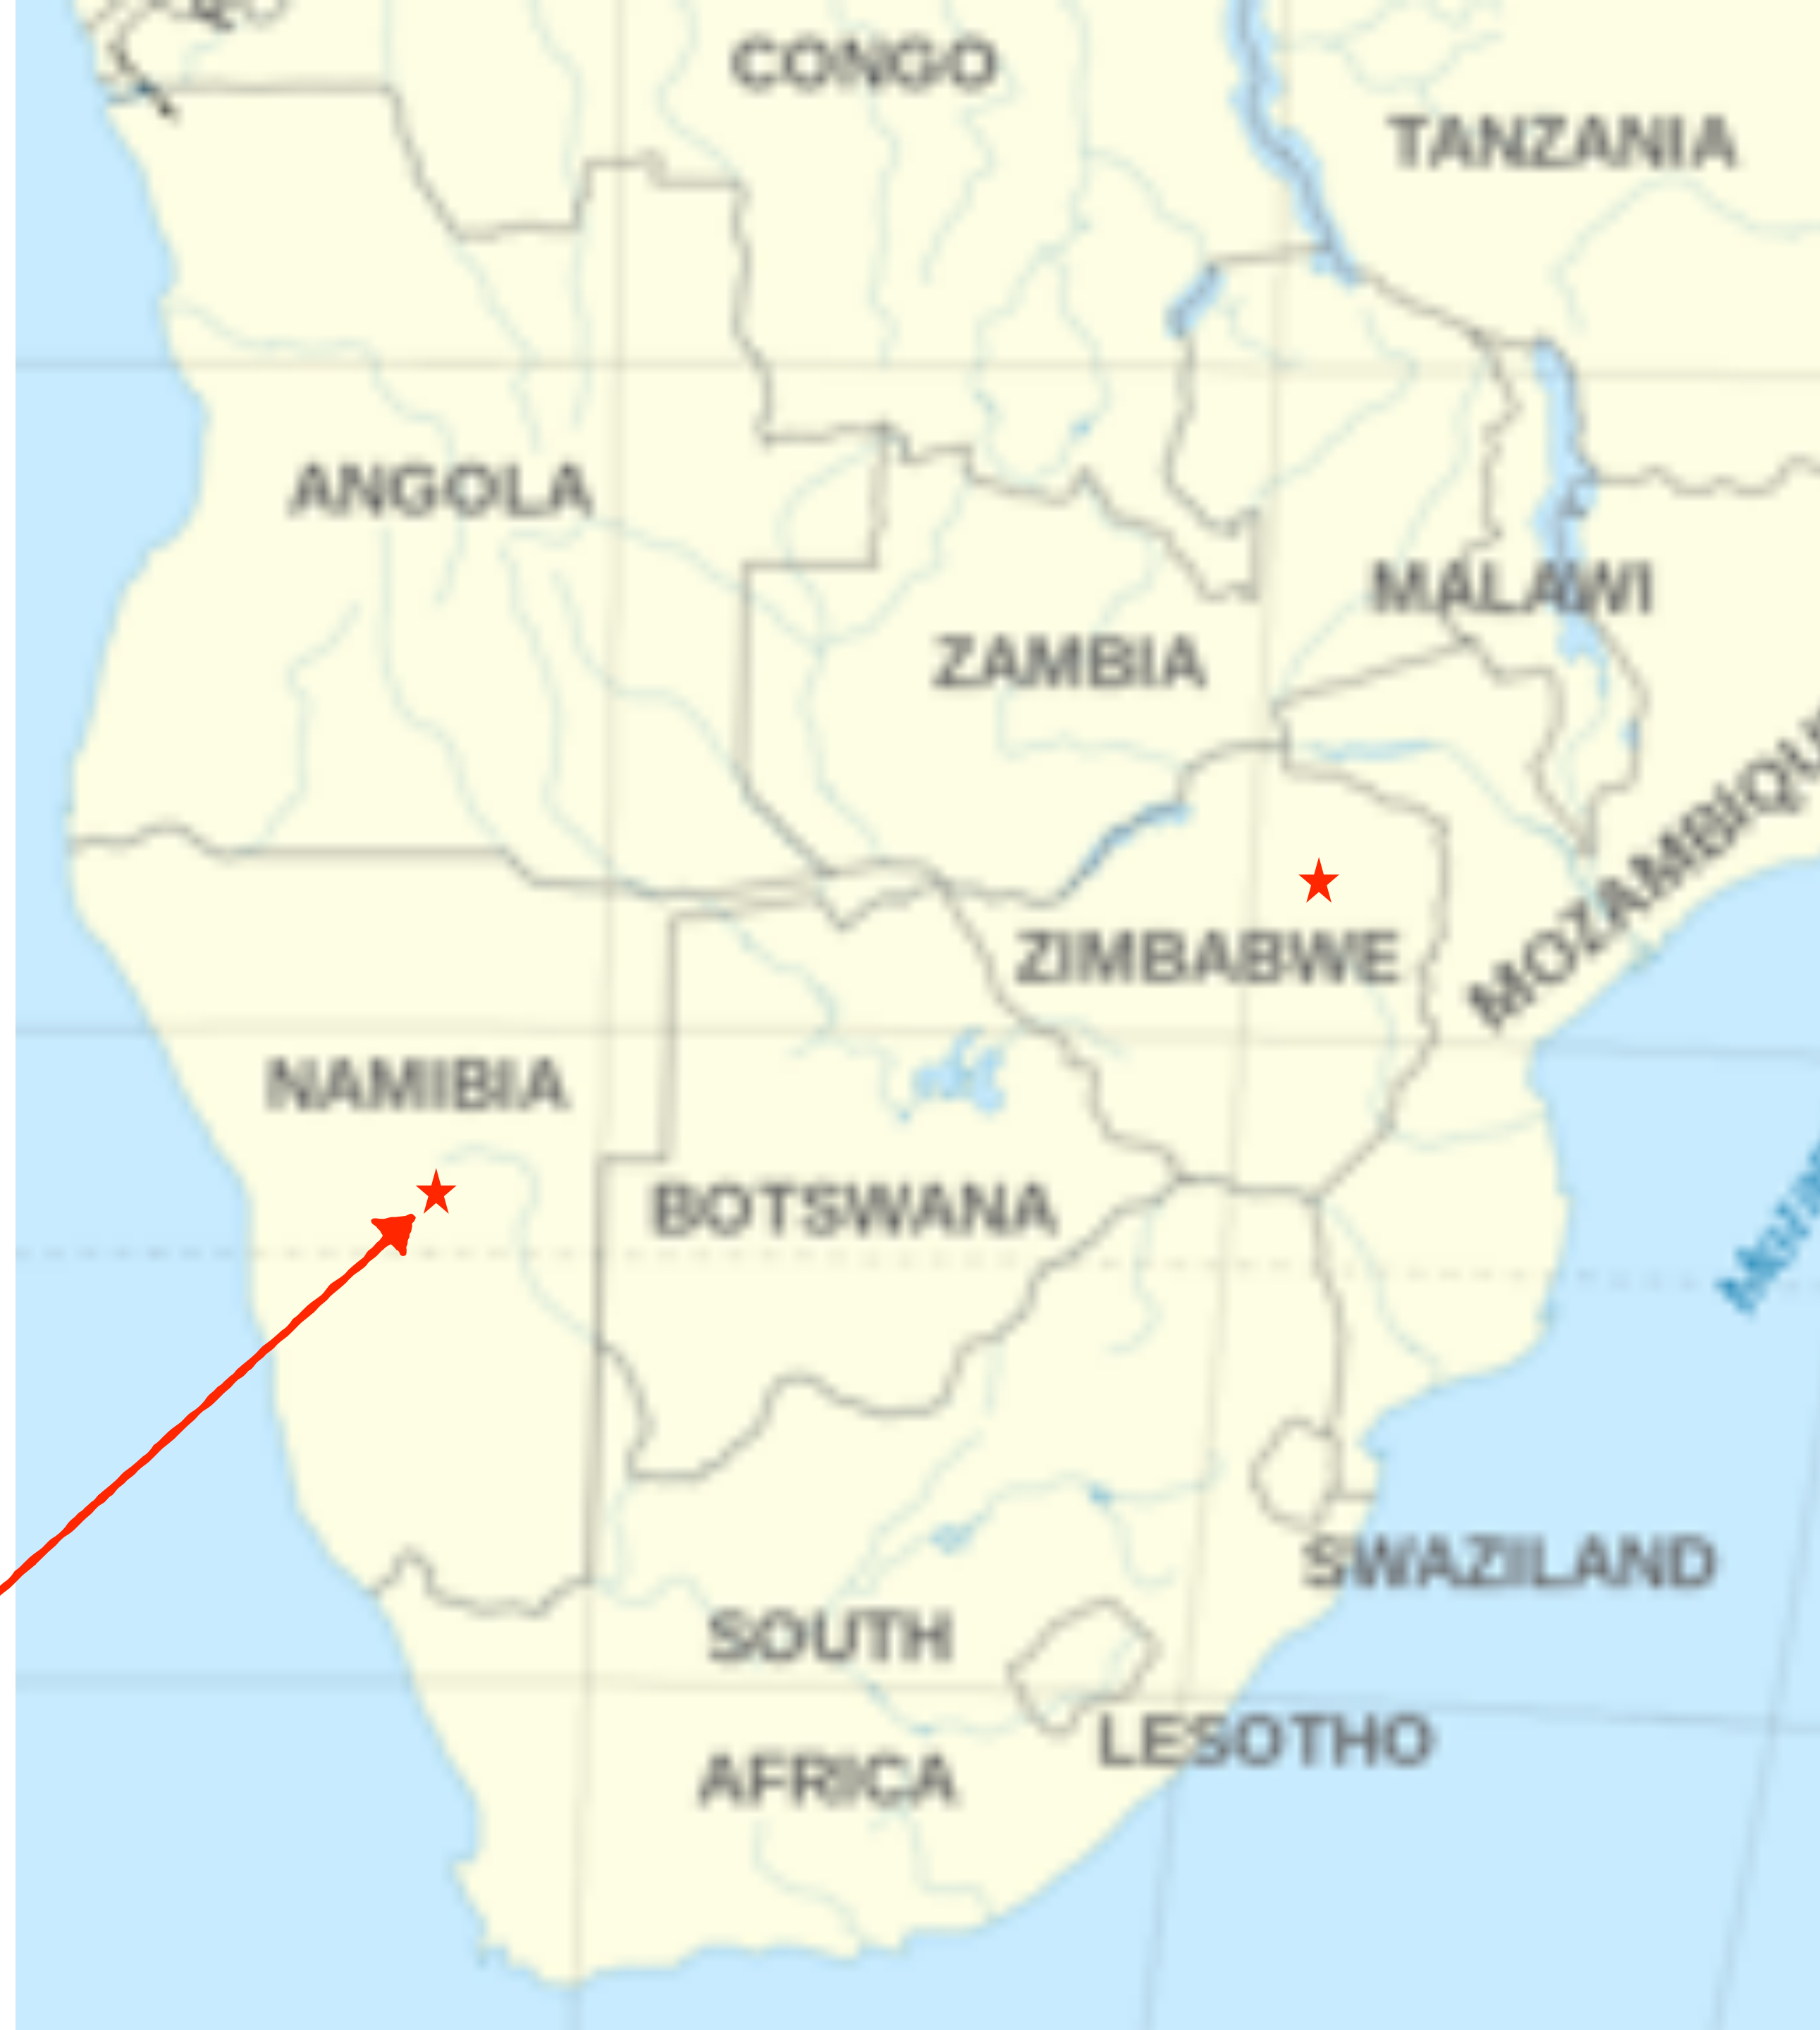 CONGO
TANZANIA
ANGOLA
MALAWI
ZAMBIA
MOZAMBIQU
ZIMBABWE
NAMIBIA
BOTSWANA
SWAZILAND
SOUTH
AFRICA
LESOTHO